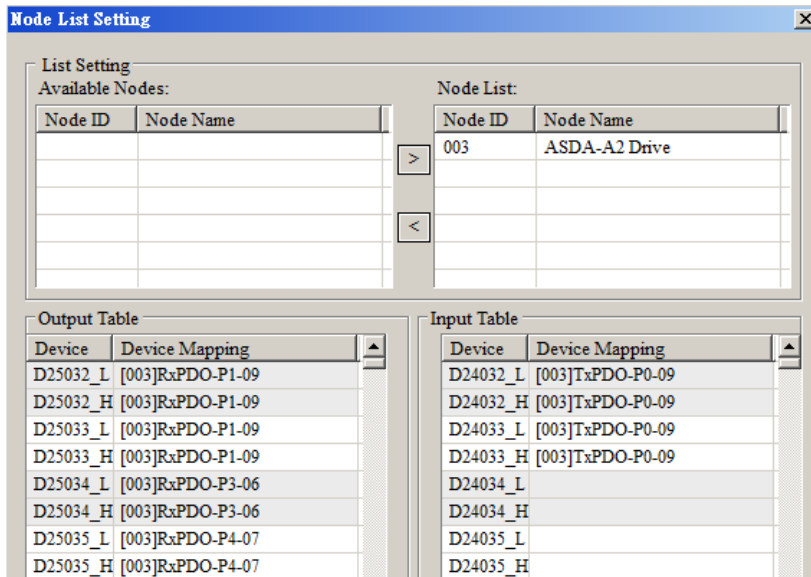 Node List Setting
List Setting
Available Nodes:
Node List:
Node ID Node Name
Node ID Node Name
003 ASDA-A2 Drive
>
<
Output Table
Device Device Mapping
D25032_L [003]RxPDO-P1-09
D25032_H [003]RxPDO-P1-09
D25033_L [003]RxPDO-P1-09
D25033_H [003]RxPDO-P1-09
D25034_L [003]RxPDO-P3-06
D25034_H [003]RxPDO-P3-06
D25035_L [003]RxPDO-P4-07
D25035_H [003]RxPDO-P4-07
Input Table
Device Device Mapping
D24032_L [003]TxPDO-P0-09
D24032_H [003]TxPDO-P0-09
D24033_L [003]TxPDO-P0-09
D24033_H [003]TxPDO-P0-09
D24034_L
D24034_H
D24035_L
D24035_H